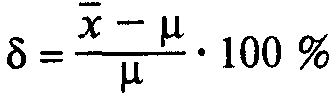 δ = (x̄ − μ) / μ · 100 %